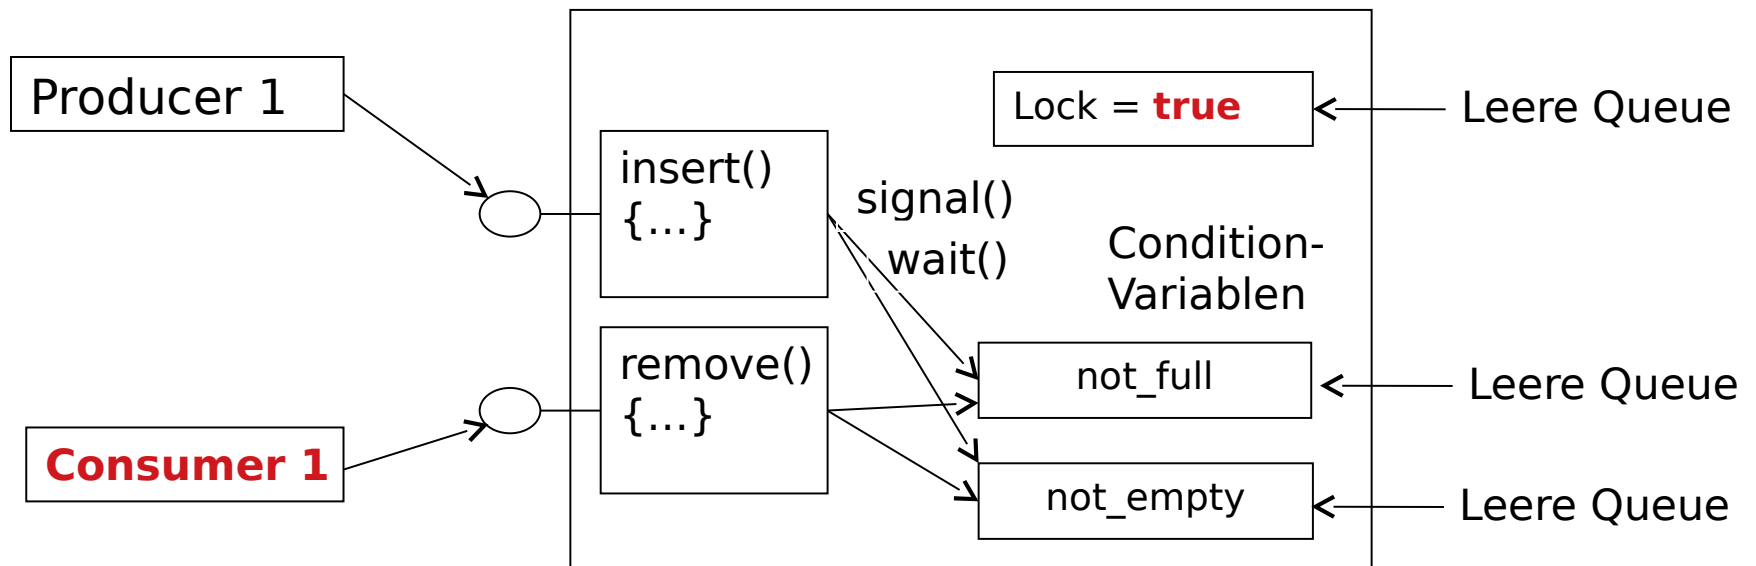 Producer 1
Lock = true
Leere Queue
insert()
{...}
signal()
wait()
Condition-
Variablen
remove()
{...}
not_full
Leere Queue
Consumer 1
not_empty
Leere Queue